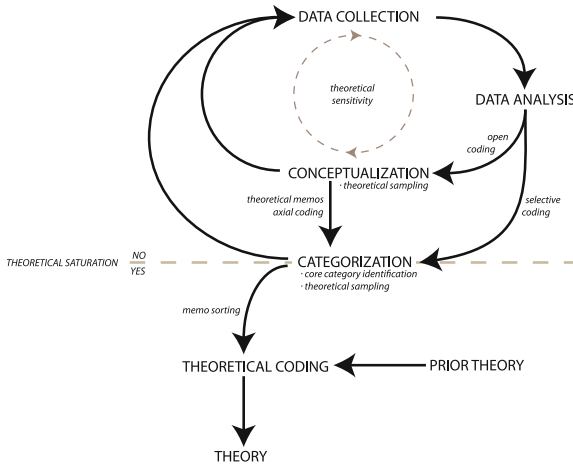 DATA COLLECTION
theoretical
sensitivity
DATA ANALYSIS
open
coding
CONCEPTUALIZATION
· theoretical sampling
theoretical memos
axial coding
selective
coding
THEORETICAL SATURATION
NO
YES
CATEGORIZATION
· core category identification
· theoretical sampling
memo sorting
THEORETICAL CODING
PRIOR THEORY
THEORY